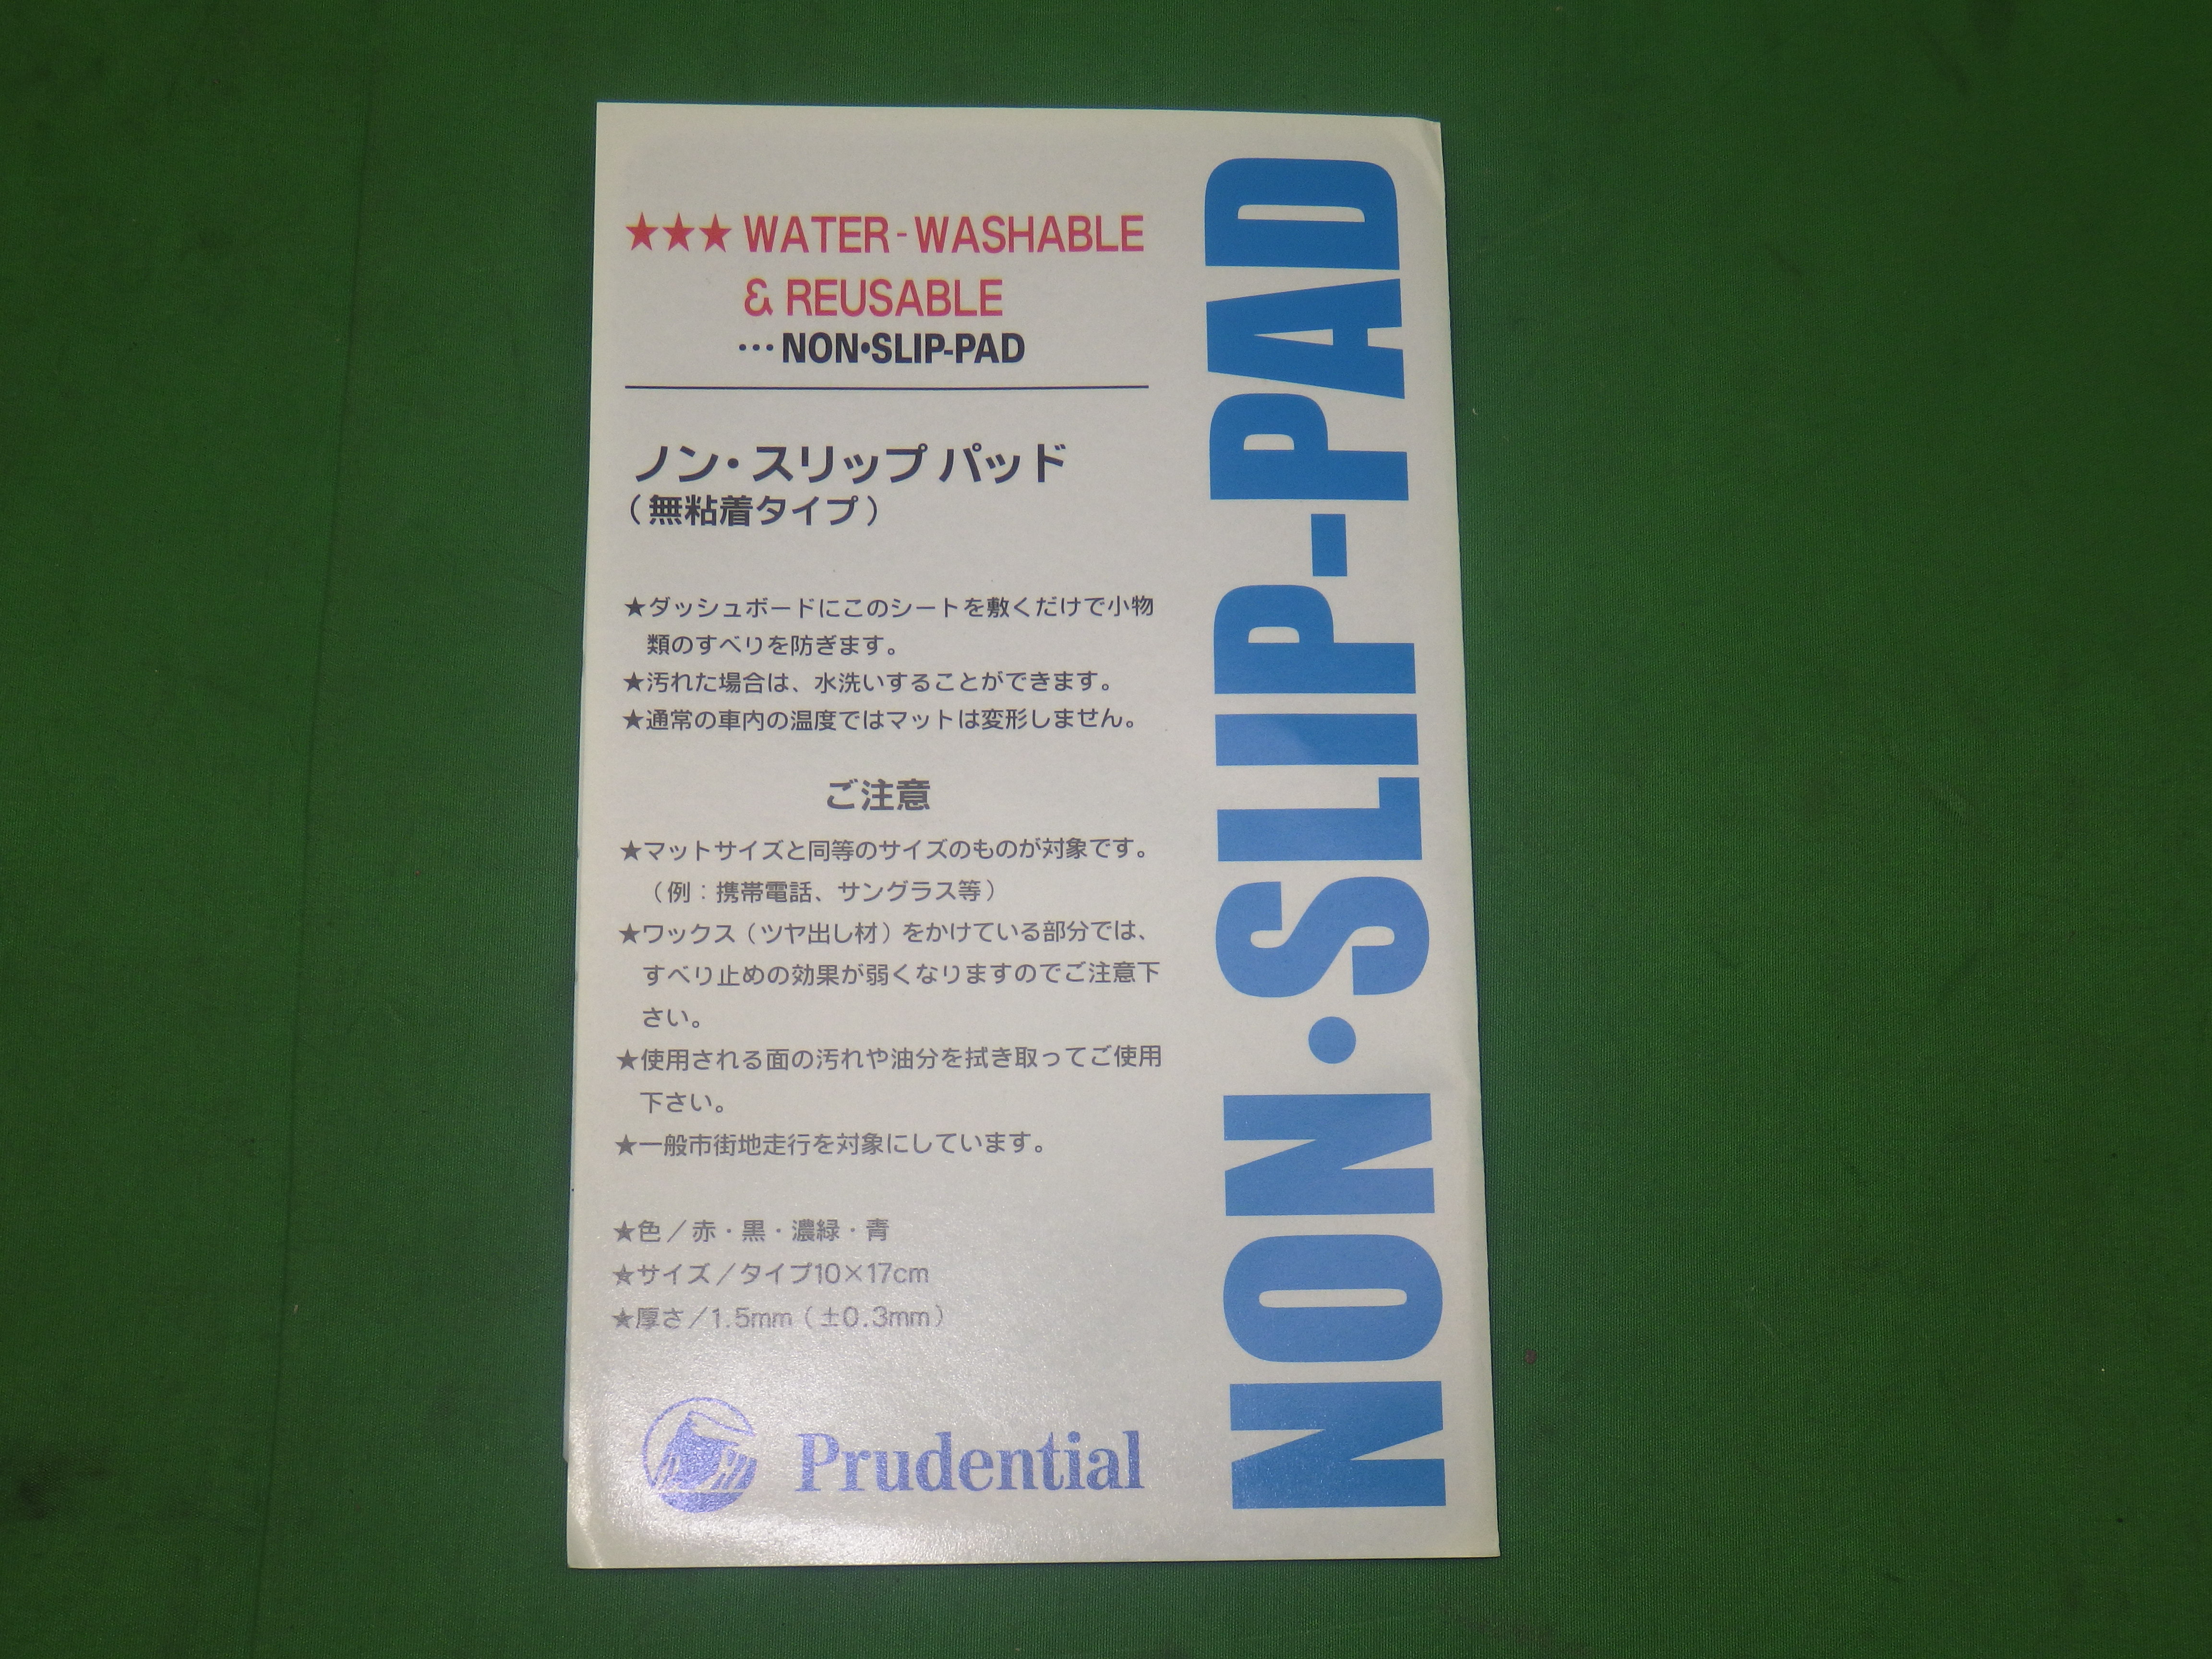 ★★★ WATER-WASHABLE
& REUSABLE
…NON•SLIP-PAD
ノン・スリップ パッド
（無粘着タイプ）
★ダッシュボードにこのシートを敷くだけで小物
類のすべりを防ぎます。
★汚れた場合は、水洗いすることができます。
★通常の車内の温度ではマットは変形しません。
ご注意
★マットサイズと同等のサイズのものが対象です。
（例：携帯電話、サングラス等）
★ワックス（ツヤ出し材）をかけている部分では、
すべり止めの効果が弱くなりますのでご注意下
さい。
★使用される面の汚れや油分を拭き取ってご使用
下さい。
★一般市街地走行を対象にしています。
★色／赤・黒・濃緑・青
★サイズ／タイプ10×17cm
★厚さ／1.5mm（±0.3mm）
Prudential
NON•SLIP-PAD